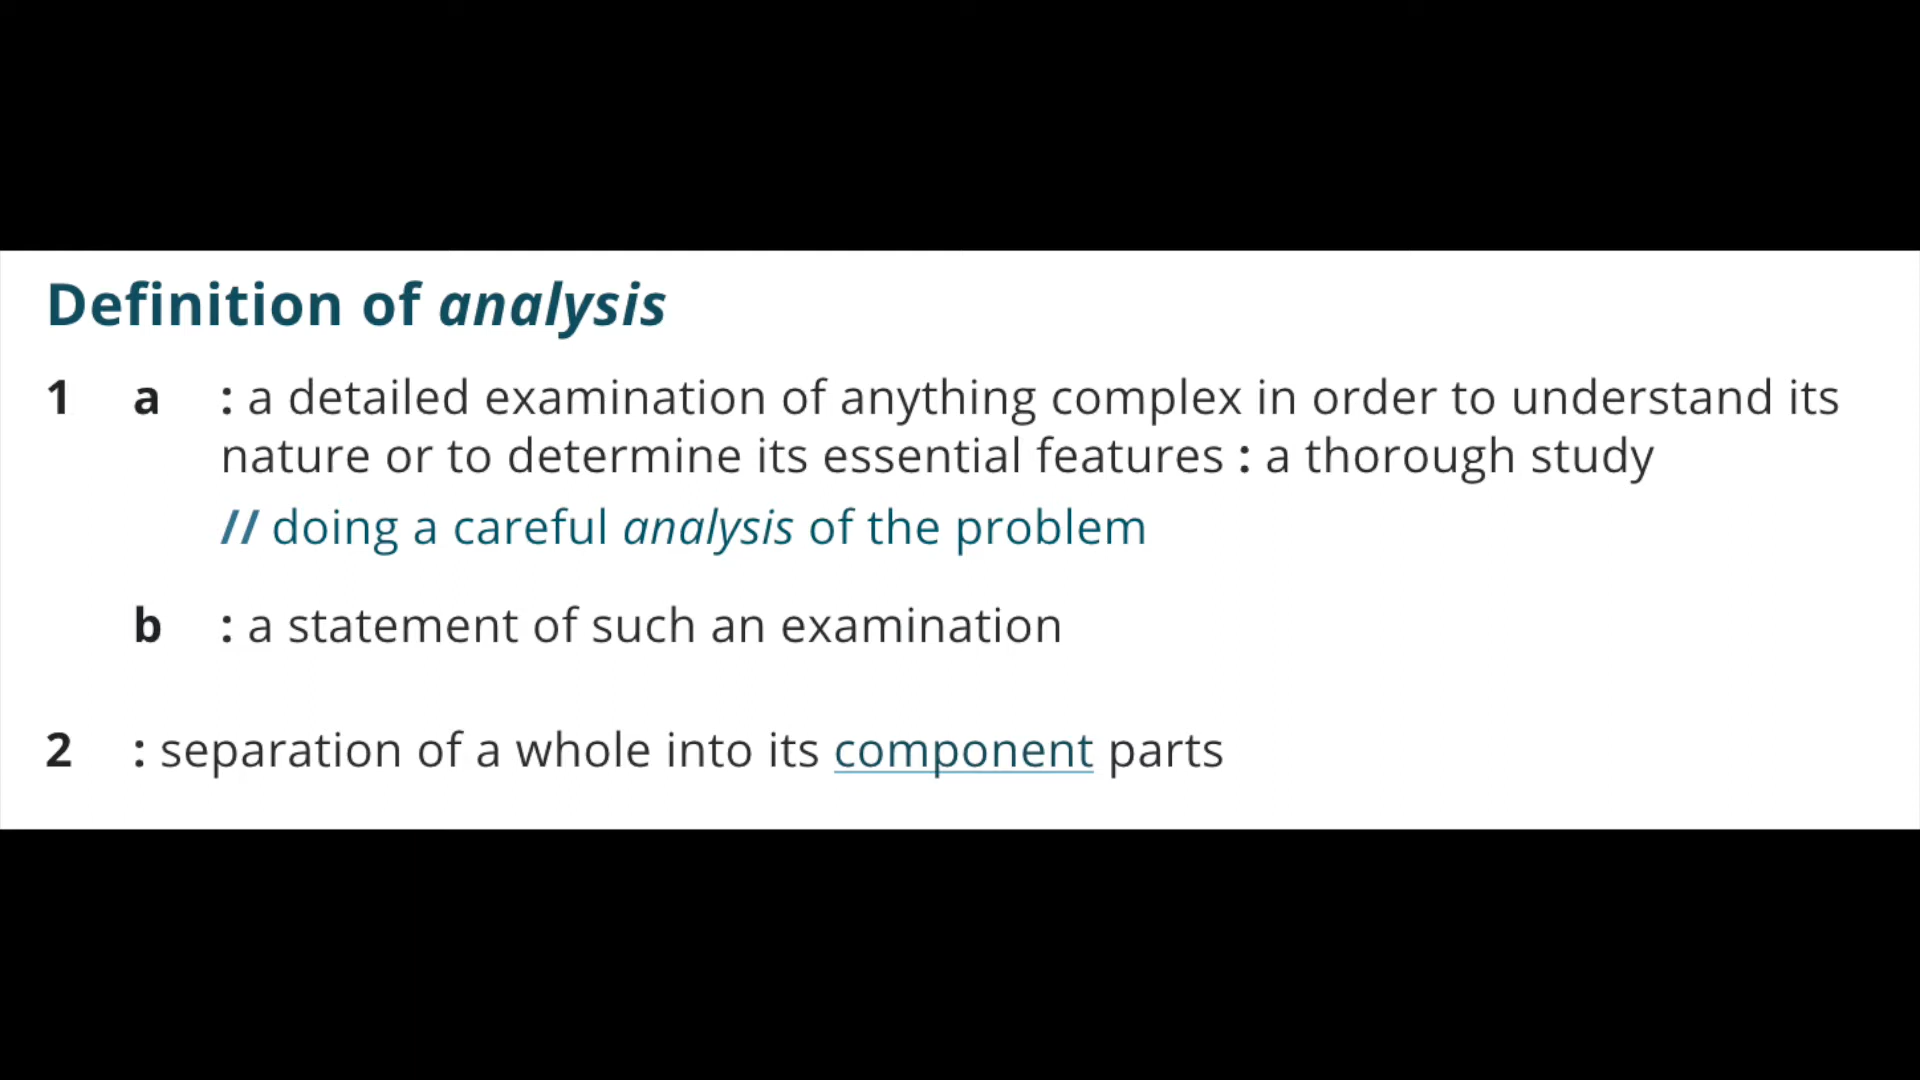 Definition of analysis
1 a : a detailed examination of anything complex in order to understand its
nature or to determine its essential features : a thorough study
// doing a careful analysis of the problem
b : a statement of such an examination
2 : separation of a whole into its component parts